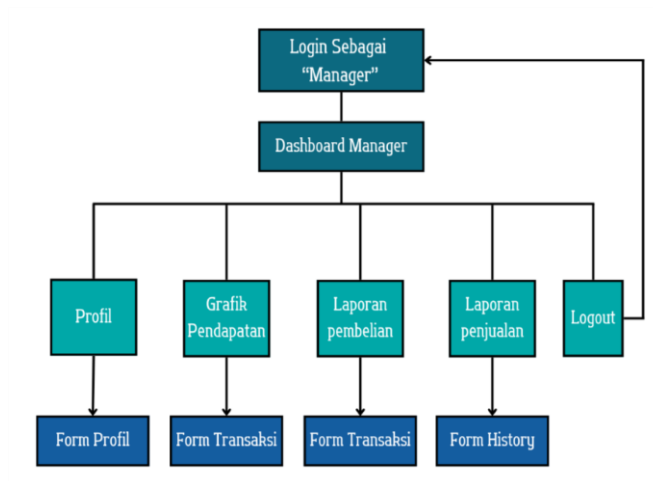 Login Sebagai
“Manager”
Dashboard Manager
Profil
Grafik
Pendapatan
Laporan
pembelian
Laporan
penjualan
Logout
Form Profil
Form Transaksi
Form Transaksi
Form History